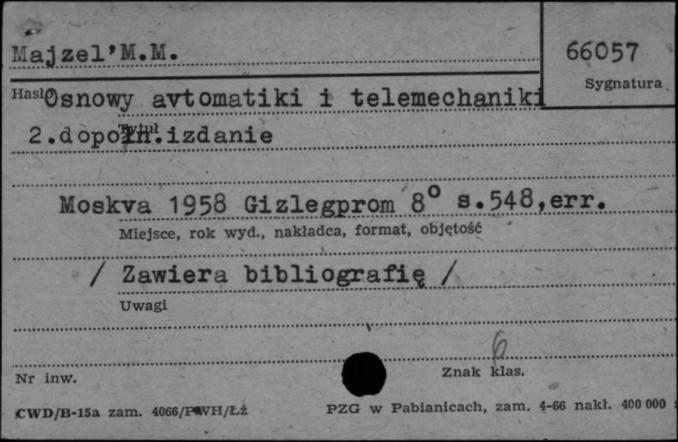 Majzel'M.M.
66057
Sygnatura
Hasło
Osnowy avtomatiki i telemechaniki
Tytuł
2.dopołn.izdanie
Moskva 1958 Gizlegprom 8° s.548,err.
Miejsce, rok wyd., nakładca, format, objętość
/ Zawiera bibliografię /
Uwagi
6
Nr inw.
Znak klas.
CWD/B-15a zam. 4066/PWH/Łż
PZG w Pabianicach, zam. 4-66 nakł. 400 000